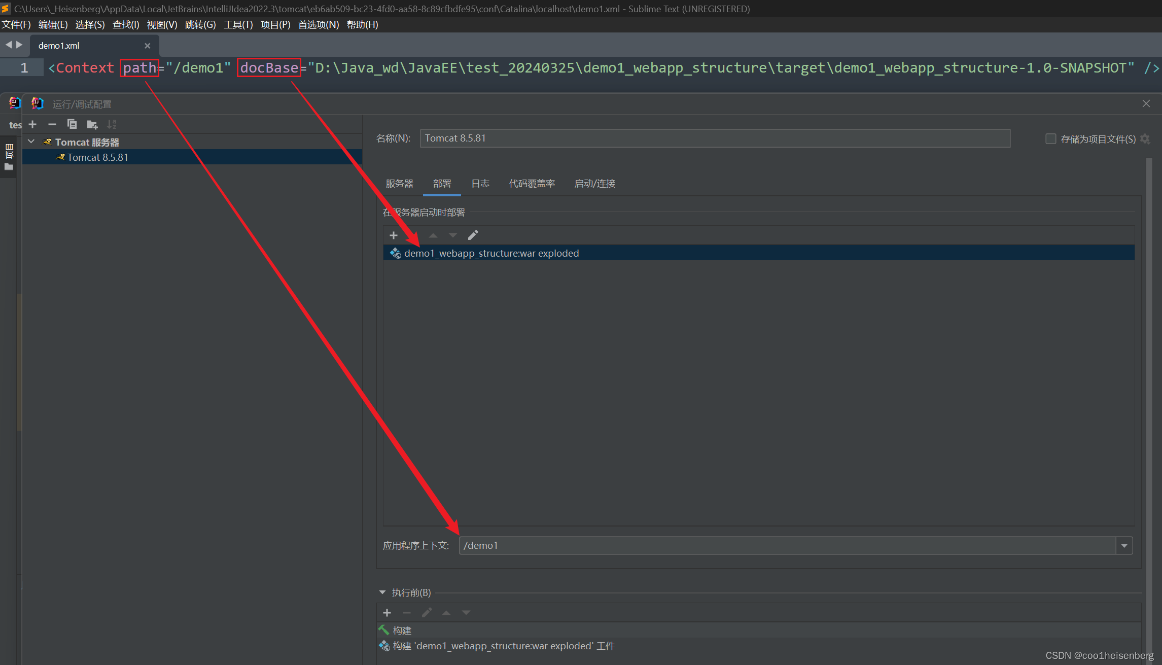 C:\Users\_Heisenberg\AppData\Local\JetBrains\IntelliJIdea2022.3\tomcat\eb6ab509-bc23-4fd0-aa58-8c89cfbdfe95\conf\Catalina\localhost\demo1.xml - Sublime Text (UNREGISTERED)
文件(F) 编辑(E) 选择(S) 查找(I) 视图(V) 跳转(G) 工具(T) 项目(P) 首选项(N) 帮助(H)
demo1.xml
1 <Context path="/demo1" docBase="D:\Java_wd\JavaEE\test_20240325\demo1_webapp_structure\target\demo1_webapp_structure-1.0-SNAPSHOT" />
运行/调试配置
tes
Tomcat 服务器
Tomcat 8.5.81
名称(N): Tomcat 8.5.81 存储为项目文件(S)
服务器 部署 日志 代码覆盖率 启动/连接
在服务器启动时部署
demo1_webapp_structure:war exploded
应用程序上下文: /demo1
执行前(B)
构建
构建 'demo1_webapp_structure:war exploded' 工件
CSDN @coo1heisenberg